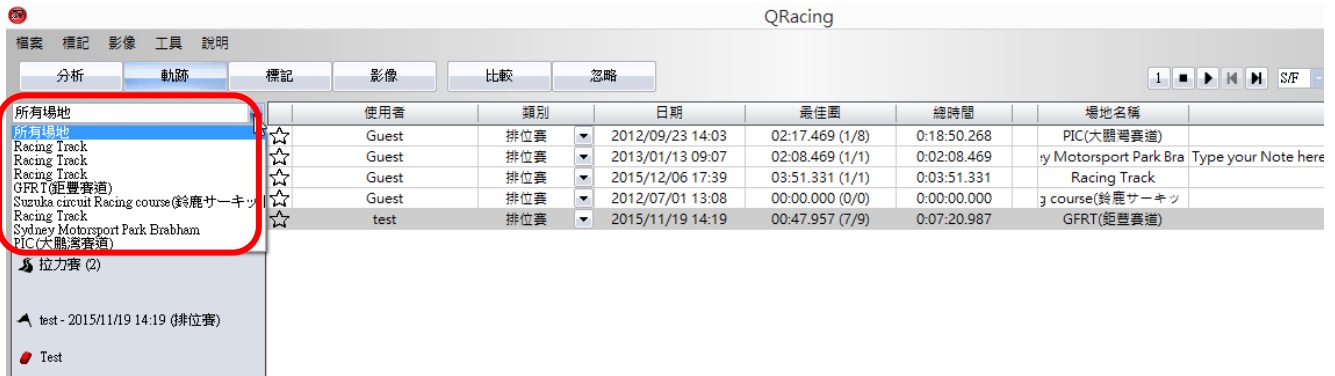 QRacing
檔案 標記 影像 工具 說明
分析 軌跡 標記 影像 比較 忽略 1 S/F
所有場地 使用者 類別 日期 最佳圈 總時間 場地名稱
所有場地 Guest 排位賽 2012/09/23 14:03 02:17.469 (1/8) 0:18:50.268 PIC(大鵬灣賽道)
Racing Track
Racing Track Guest 排位賽 2013/01/13 09:07 02:08.469 (1/1) 0:02:08.469 y Motorsport Park Bra Type your Note here
Racing Track Guest 排位賽 2015/12/06 17:39 03:51.331 (1/1) 0:03:51.331 Racing Track
GFRT(鉅豐賽道)
Suzuka circuit Racing course(鈴鹿サーキッ Guest 排位賽 2012/07/01 13:08 00:00.000 (0/0) 0:00:00.000 g course(鈴鹿サーキッ
Racing Track test 排位賽 2015/11/19 14:19 00:47.957 (7/9) 0:07:20.987 GFRT(鉅豐賽道)
Sydney Motorsport Park Brabham
PIC(大鵬灣賽道)
拉力賽 (2)
test - 2015/11/19 14:19 (排位賽)
Test